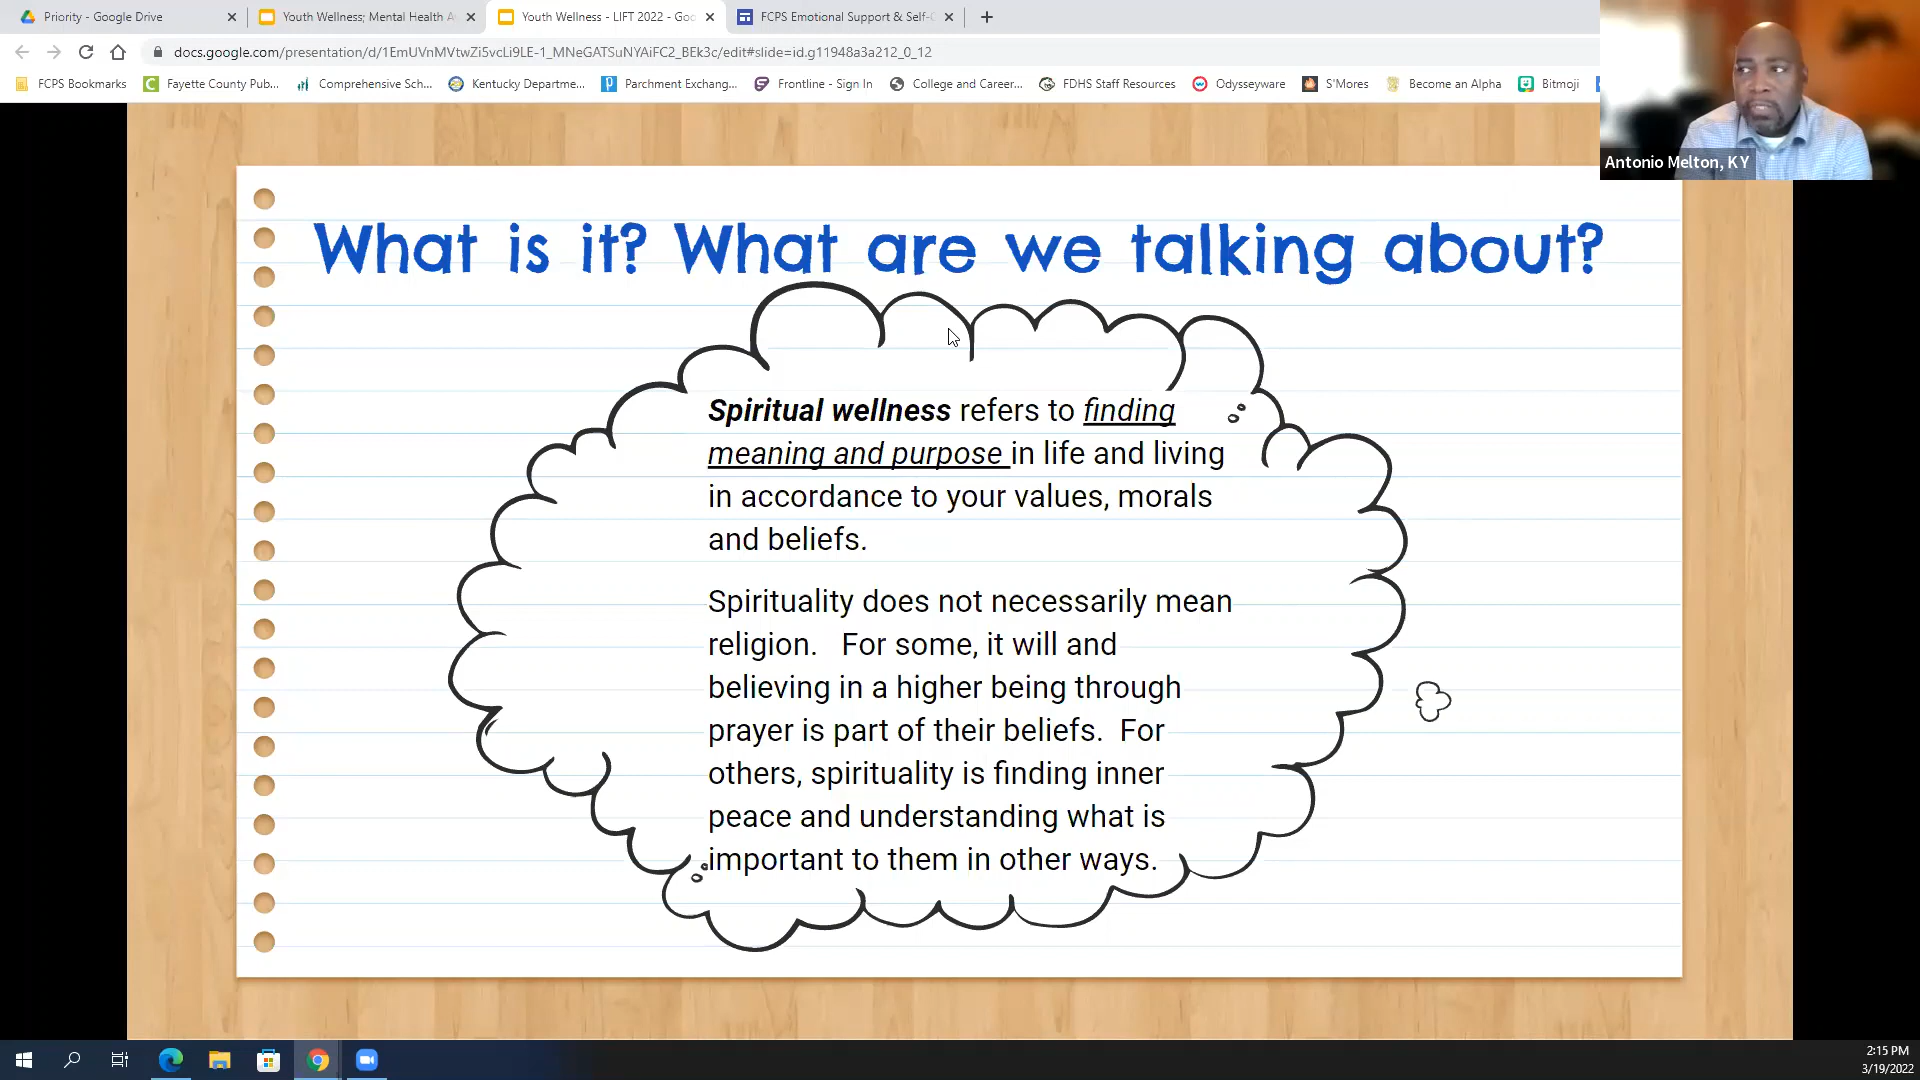 Priority - Google Drive
Youth Wellness; Mental Health A
Youth Wellness - LIFT 2022 - Goo
FCPS Emotional Support & Self-C
docs.google.com/presentation/d/1EmUVnMVtwZi5vcLi9LE-1_MNeGATSuNYAiFC2_BEk3c/edit#slide=id.g11948a3a212_0_12
FCPS Bookmarks
Fayette County Pub...
Comprehensive Sch...
Kentucky Departme...
Parchment Exchang...
Frontline - Sign In
College and Career...
FDHS Staff Resources
Odysseyware
S'Mores
Become an Alpha
Bitmoji
Antonio Melton, KY
What is it? What are we talking about?
Spiritual wellness refers to finding
meaning and purpose in life and living
in accordance to your values, morals
and beliefs.
Spirituality does not necessarily mean
religion. For some, it will and
believing in a higher being through
prayer is part of their beliefs. For
others, spirituality is finding inner
peace and understanding what is
important to them in other ways.
2:15 PM
3/19/2022